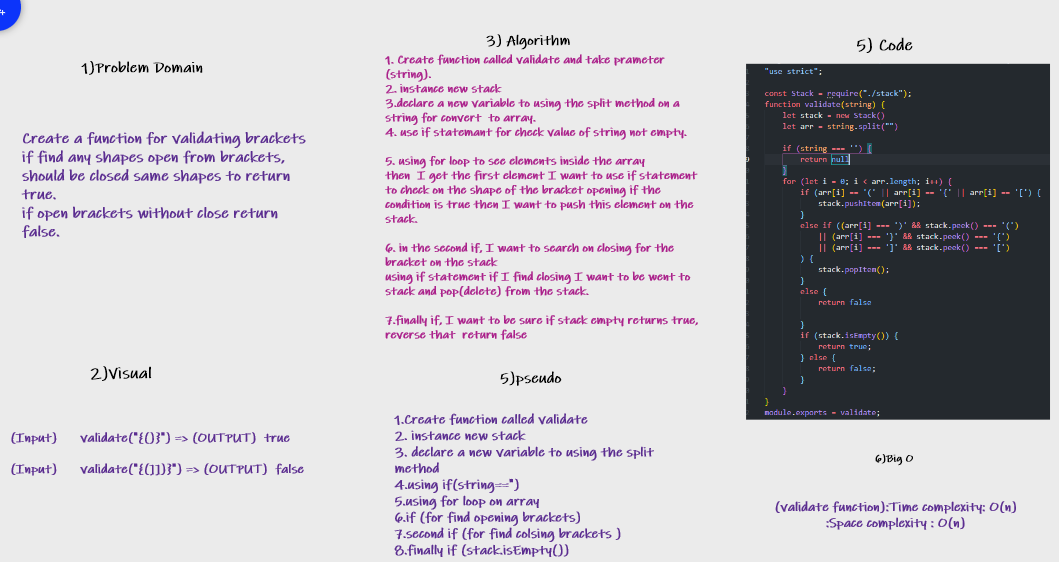 +
1)Problem Domain
Create a function for validating brackets
if find any shapes open from brackets,
should be closed same shapes to return
true.
if open brackets without close return
false.
2)Visual
(Input) validate("{()}") => (OUTPUT) true
(Input) validate("{(]])}") => (OUTPUT) false
3) Algorithm
1. Create function called validate and take prameter
(string).
2. instance new stack
3.declare a new variable to using the split method on a
string for convert to array.
4. use if statemant for check value of string not empty.
5. using for loop to see elements inside the array
then I get the first element I want to use if statement
to check on the shape of the bracket opening if the
condition is true then I want to push this element on the
stack.
6. in the second if, I want to search on closing for the
bracket on the stack
using if statement if I find closing I want to be went to
stack and pop(delete) from the stack.
7.finally if, I want to be sure if stack empty returns true,
reverse that return false
5)pseudo
1.Create function called validate
2. instance new stack
3. declare a new variable to using the split
method
4.using if(string=='')
5.using for loop on array
6.if (for find opening brackets)
7.second if (for find colsing brackets )
8.finally if (stack.isEmpty())
5) Code
"use strict";
const Stack = require("./stack");
function validate(string) {
let stack = new Stack()
let arr = string.split("")
if (string === '') {
9 return null
}
for (let i = 0; i < arr.length; i++) {
if (arr[i] == '(' || arr[i] == '{' || arr[i] == '[') {
stack.pushItem(arr[i]);
}
else if ((arr[i] === ')' && stack.peek() === '(')
|| (arr[i] === '}' && stack.peek() === '{')
|| (arr[i] === ']' && stack.peek() === '[')
) {
stack.popItem();
}
else {
return false
}
if (stack.isEmpty()) {
return true;
} else {
return false;
}
}
}
module.exports = validate;
6)Big O
(validate function):Time complexity: O(n)
:Space complexity : O(n)